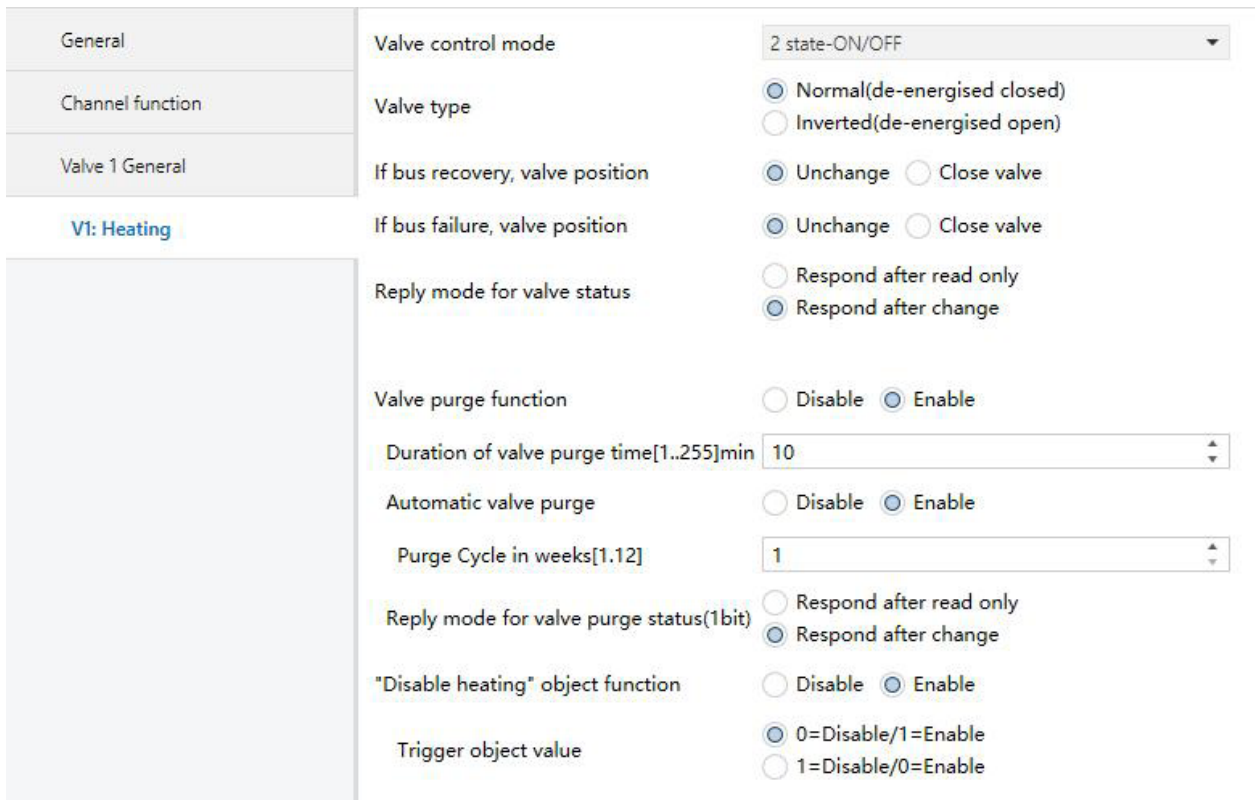 General
Channel function
Valve 1 General
V1: Heating
Valve control mode
2 state-ON/OFF
Valve type
Normal(de-energised closed)
Inverted(de-energised open)
If bus recovery, valve position
Unchange Close valve
If bus failure, valve position
Unchange Close valve
Reply mode for valve status
Respond after read only
Respond after change
Valve purge function
Disable Enable
Duration of valve purge time[1..255]min
10
Automatic valve purge
Disable Enable
Purge Cycle in weeks[1.12]
1
Reply mode for valve purge status(1bit)
Respond after read only
Respond after change
"Disable heating" object function
Disable Enable
Trigger object value
0=Disable/1=Enable
1=Disable/0=Enable